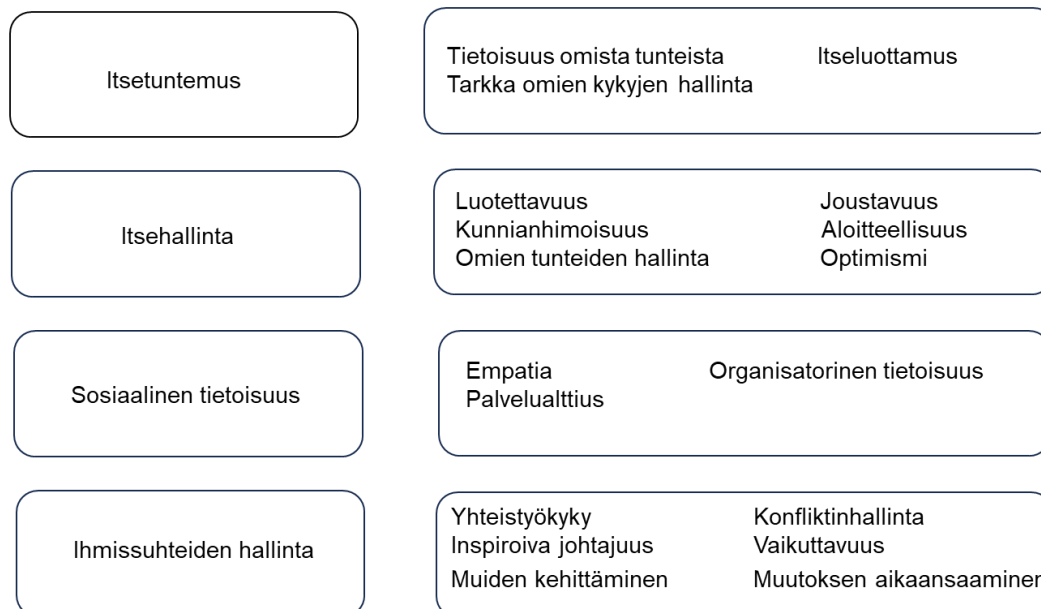 Itsetuntemus
Tietoisuus omista tunteista
Itseluottamus
Tarkka omien kykyjen hallinta
Itsehallinta
Luotettavuus
Joustavuus
Kunnianhimoisuus
Aloitteellisuus
Omien tunteiden hallinta
Optimismi
Sosiaalinen tietoisuus
Empatia
Organisatorinen tietoisuus
Palvelualttius
Ihmissuhteiden hallinta
Yhteistyökyky
Konfliktinhallinta
Inspiroiva johtajuus
Vaikuttavuus
Muiden kehittäminen
Muutoksen aikaansaaminen